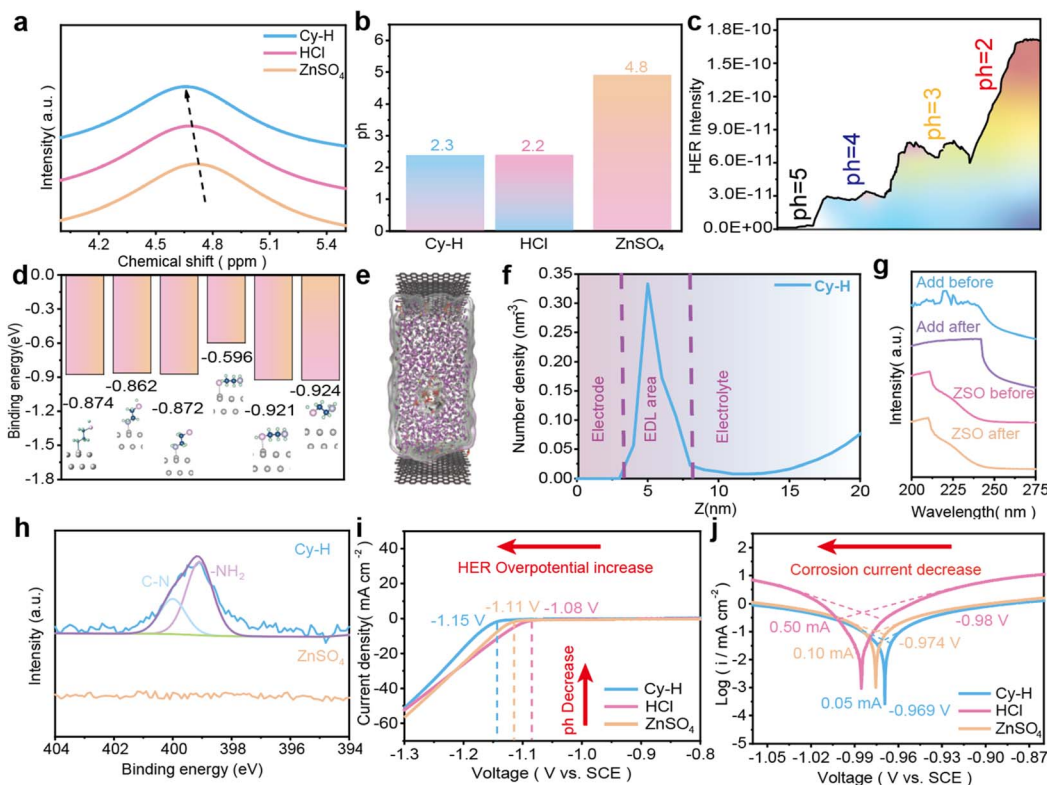 a
Cy-H
HCl
ZnSO₄
Intensity( a.u. )
4.2 4.5 4.8 5.1 5.4
Chemical shift ( ppm )
b
ph
6
5
4
3
2
1
0
2.3
2.2
4.8
Cy-H HCl ZnSO₄
c
HER Intensity
1.8E-10
1.5E-10
1.2E-10
9.0E-11
6.0E-11
3.0E-11
0.0
ph=5
ph=4
ph=3
ph=2
d
Binding energy(eV)
0.0
-0.3
-0.6
-0.9
-1.2
-1.5
-1.8
-0.874
-0.862
-0.872
-0.596
-0.921
-0.924
e
f
Number density (nm³)
0.35
0.30
0.25
0.20
0.15
0.10
0.05
0.00
Cy-H
Electrode
EDL area
Electrolyte
0 5 10 15 20
Z(nm)
g
Intensity( a.u. )
Add before
Add after
ZSO before
ZSO after
200 225 250 275
Wavelength( nm )
h
Intensity (a.u.)
Cy-H
C-N
-NH₂
ZnSO₄
404 402 400 398 396 394
Binding energy (eV)
i
Current density( mA cm⁻²)
40
20
0
-20
-40
-60
HER Overpotential increase
-1.15 V
-1.11 V
-1.08 V
ph Decrease
Cy-H
HCl
ZnSO₄
-1.3 -1.2 -1.1 -1.0 -0.9 -0.8
Voltage ( V vs. SCE )
j
Log ( i / mA cm⁻²)
2
1
0
-1
-2
-3
-4
-5
Corrosion current decrease
0.50 mA
0.10 mA
0.05 mA
-0.98 V
-0.974 V
-0.969 V
Cy-H
HCl
ZnSO₄
-1.05 -1.02 -0.99 -0.96 -0.93 -0.90 -0.87
Voltage ( V vs. SCE )